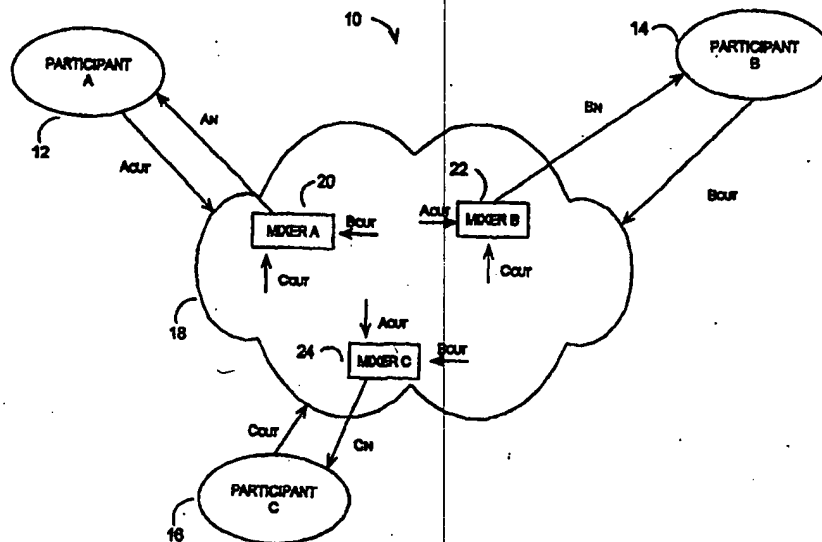 10
14
PARTICIPANT
A
PARTICIPANT
B
12
AIN
BIN
AOUT
20
22
BOUT
MIXER A
BOUT
AOUT
MIXER B
COUT
COUT
18
AOUT
24
MIXER C
BOUT
COUT
CIN
PARTICIPANT
C
16